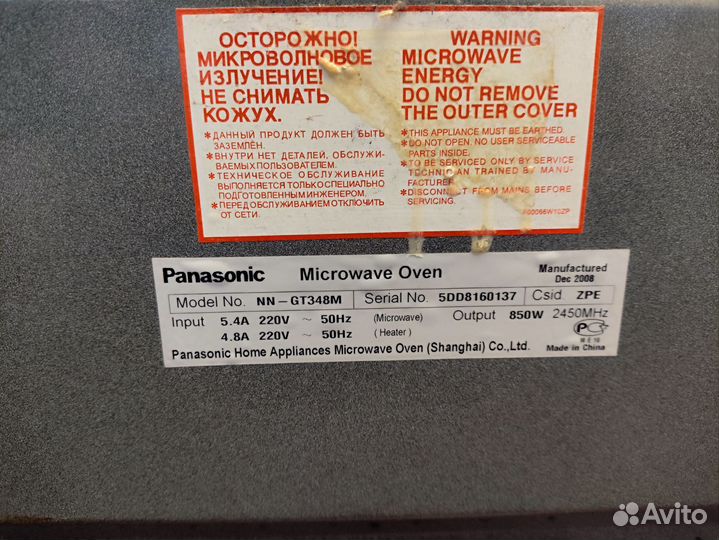 ОСТОРОЖНО!
МИКРОВОЛНОВОЕ
ИЗЛУЧЕНИЕ!
НЕ СНИМАТЬ
КОЖУХ.
*ДАННЫЙ ПРОДУКТ ДОЛЖЕН БЫТЬ
ЗАЗЕМЛЁН.
*ВНУТРИ НЕТ ДЕТАЛЕЙ, ОБСЛУЖИ-
ВАЕМЫХ ПОЛЬЗОВАТЕЛЕМ.
*ТЕХНИЧЕСКОЕ ОБСЛУЖИВАНИЕ
ВЫПОЛНЯЕТСЯ ТОЛЬКО СПЕЦИАЛЬНО
ПОДГОТОВЛЕННЫМ ИНЖЕНЕРОМ.
*ПЕРЕД ОБСЛУЖИВАНИЕМ ОТКЛЮЧИТЬ
ОТ СЕТИ.
WARNING
MICROWAVE
ENERGY
DO NOT REMOVE
THE OUTER COVER
*THIS APPLIANCE MUST BE EARTHED.
*DO NOT OPEN. NO USER SERVICEABLE
PARTS INSIDE.
*TO BE SERVICED ONLY BY SERVICE
TECHNICIAN TRAINED BY MANU-
FACTURER.
*DISCONNECT FROM MAINS BEFORE
SERVICING.
F00066W10ZP
Panasonic Microwave Oven
Manufactured
Dec 2008
Model No. NN-GT348M Serial No. 5DD8160137 Csid ZPE
Input 5.4A 220V ~ 50Hz (Microwave) Output 850W 2450MHz
4.8A 220V ~ 50Hz (Heater)
ME10
Panasonic Home Appliances Microwave Oven (Shanghai) Co.,Ltd. Made in China
Avito